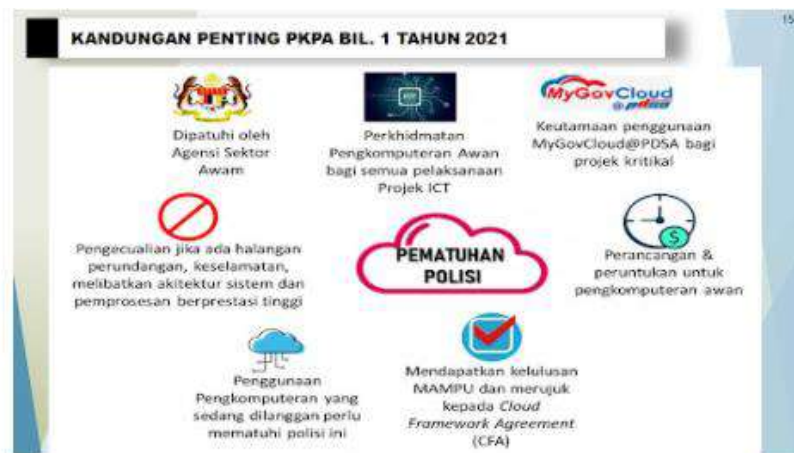 15
KANDUNGAN PENTING PKPA BIL. 1 TAHUN 2021
Dipatuhi oleh
Agensi Sektor
Awam
Perkhidmatan
Pengkomputeran Awan
bagi semua pelaksanaan
Projek ICT
MyGovCloud
@PDSA
Keutamaan penggunaan
MyGovCloud@PDSA bagi
projek kritikal
Pengecualian jika ada halangan
perundangan, keselamatan,
melibatkan akitektur sistem dan
pemprosesan berprestasi tinggi
PEMATUHAN
POLISI
$
Perancangan &
peruntukan untuk
pengkomputeran awan
Penggunaan
Pengkomputeran yang
sedang dilanggan perlu
mematuhi polisi ini
Mendapatkan kelulusan
MAMPU dan merujuk
kepada Cloud
Framework Agreement
(CFA)